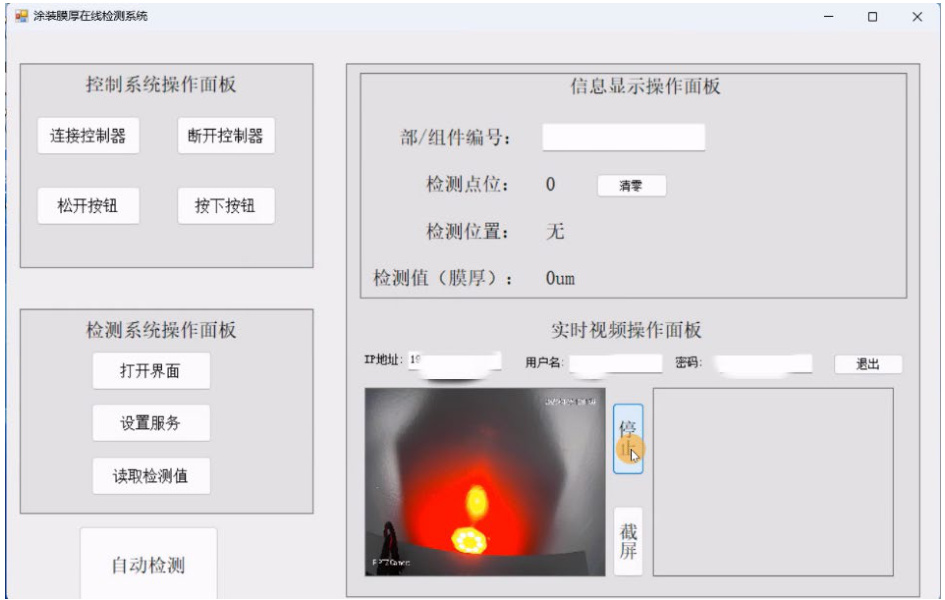 涂装膜厚在线检测系统
控制系统操作面板
连接控制器
断开控制器
松开按钮
按下按钮
检测系统操作面板
打开界面
设置服务
读取检测值
自动检测
信息显示操作面板
部/组件编号:
检测点位: 0 清零
检测位置: 无
检测值（膜厚）: 0um
实时视频操作面板
IP地址: 19 用户名: 密码: 退出
停止
截屏